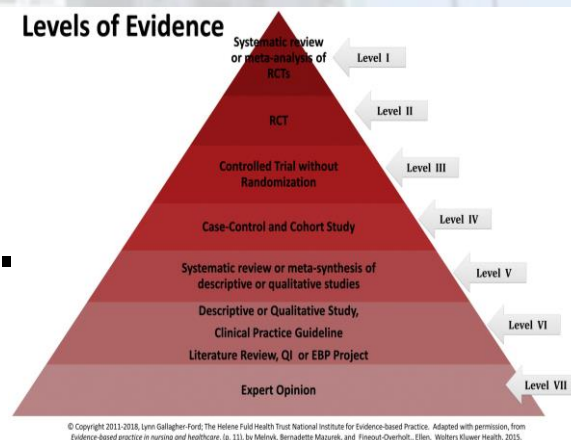 Levels of Evidence
Systematic review
or meta-analysis of
RCTs
Level I
RCT
Level II
Controlled Trial without
Randomization
Level III
Case-Control and Cohort Study
Level IV
Systematic review or meta-synthesis of
descriptive or qualitative studies
Level V
Descriptive or Qualitative Study,
Clinical Practice Guideline
Literature Review, QI or EBP Project
Level VI
Expert Opinion
Level VII
© Copyright 2011-2018, Lynn Gallagher-Ford; The Helene Fuld Health Trust National Institute for Evidence-based Practice. Adapted with permission, from
Evidence-based practice in nursing and healthcare, (p. 11), by Melnyk, Bernadette Mazurek, and Fineout-Overholt., Ellen, Wolters Kluwer Health, 2015.